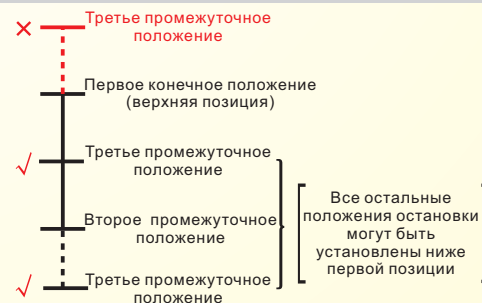 Третье промежуточное
положение
Первое конечное положение
(верхняя позиция)
Третье промежуточное
положение
Второе промежуточное
положение
Третье промежуточное
положение
Все остальные
положения остановки
могут быть
установлены ниже
первой позиции